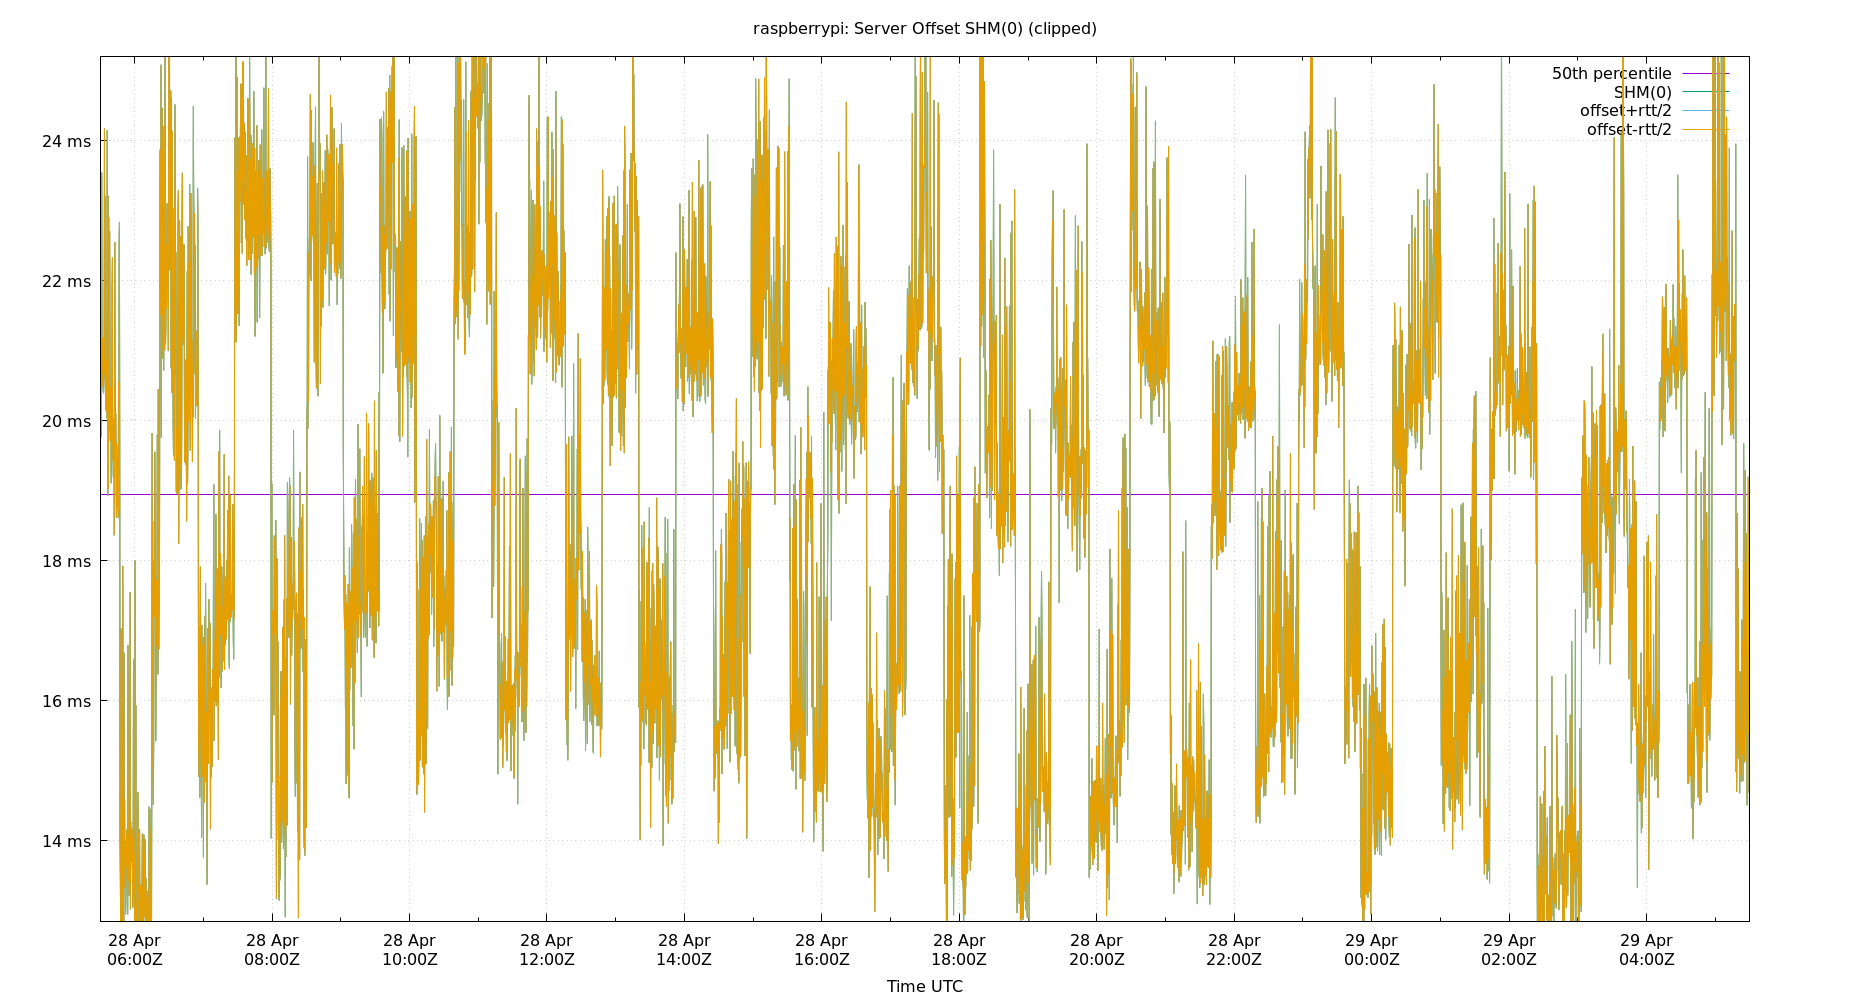 raspberrypi: Server Offset SHM(0) (clipped)
50th percentile
SHM(0)
offset+rtt/2
offset-rtt/2
24 ms
22 ms
20 ms
18 ms
16 ms
14 ms
28 Apr 28 Apr 28 Apr 28 Apr 28 Apr 28 Apr 28 Apr 28 Apr 28 Apr 29 Apr 29 Apr 29 Apr
06:00Z 08:00Z 10:00Z 12:00Z 14:00Z 16:00Z 18:00Z 20:00Z 22:00Z 00:00Z 02:00Z 04:00Z
Time UTC